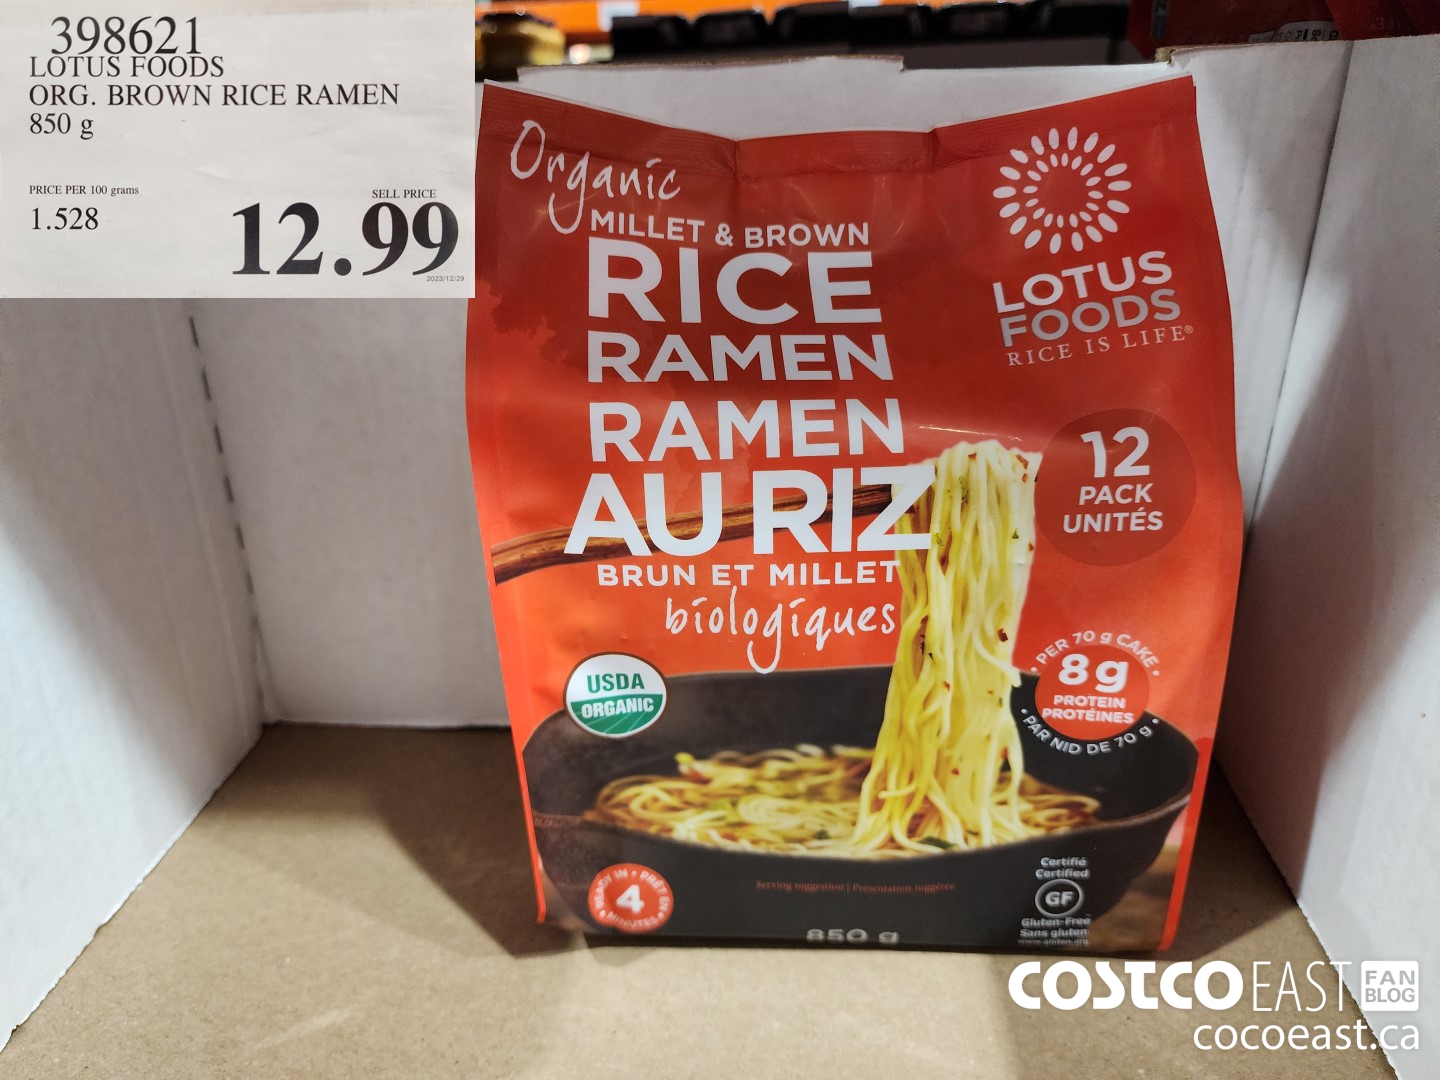 398621
LOTUS FOODS
ORG. BROWN RICE RAMEN
850 g
PRICE PER 100 grams
1.528
SELL PRICE
12.99
2023/12/29
Organic
MILLET & BROWN
RICE
RAMEN
RAMEN
AU RIZ
BRUN ET MILLET
biologiques
LOTUS
FOODS
RICE IS LIFE®
12
PACK
UNITÉS
PER 70 g CAKE
8g
PROTEIN
PROTÉINES
PAR NID DE 70 g
USDA
ORGANIC
READY IN • PRÊT EN
4
MINUTES
Serving suggestion | Présentation suggérée
850 g
Certifié
Certified
GF
Gluten-Free
Sans gluten
COSTCO EAST FAN
BLOG
cocoeast.ca